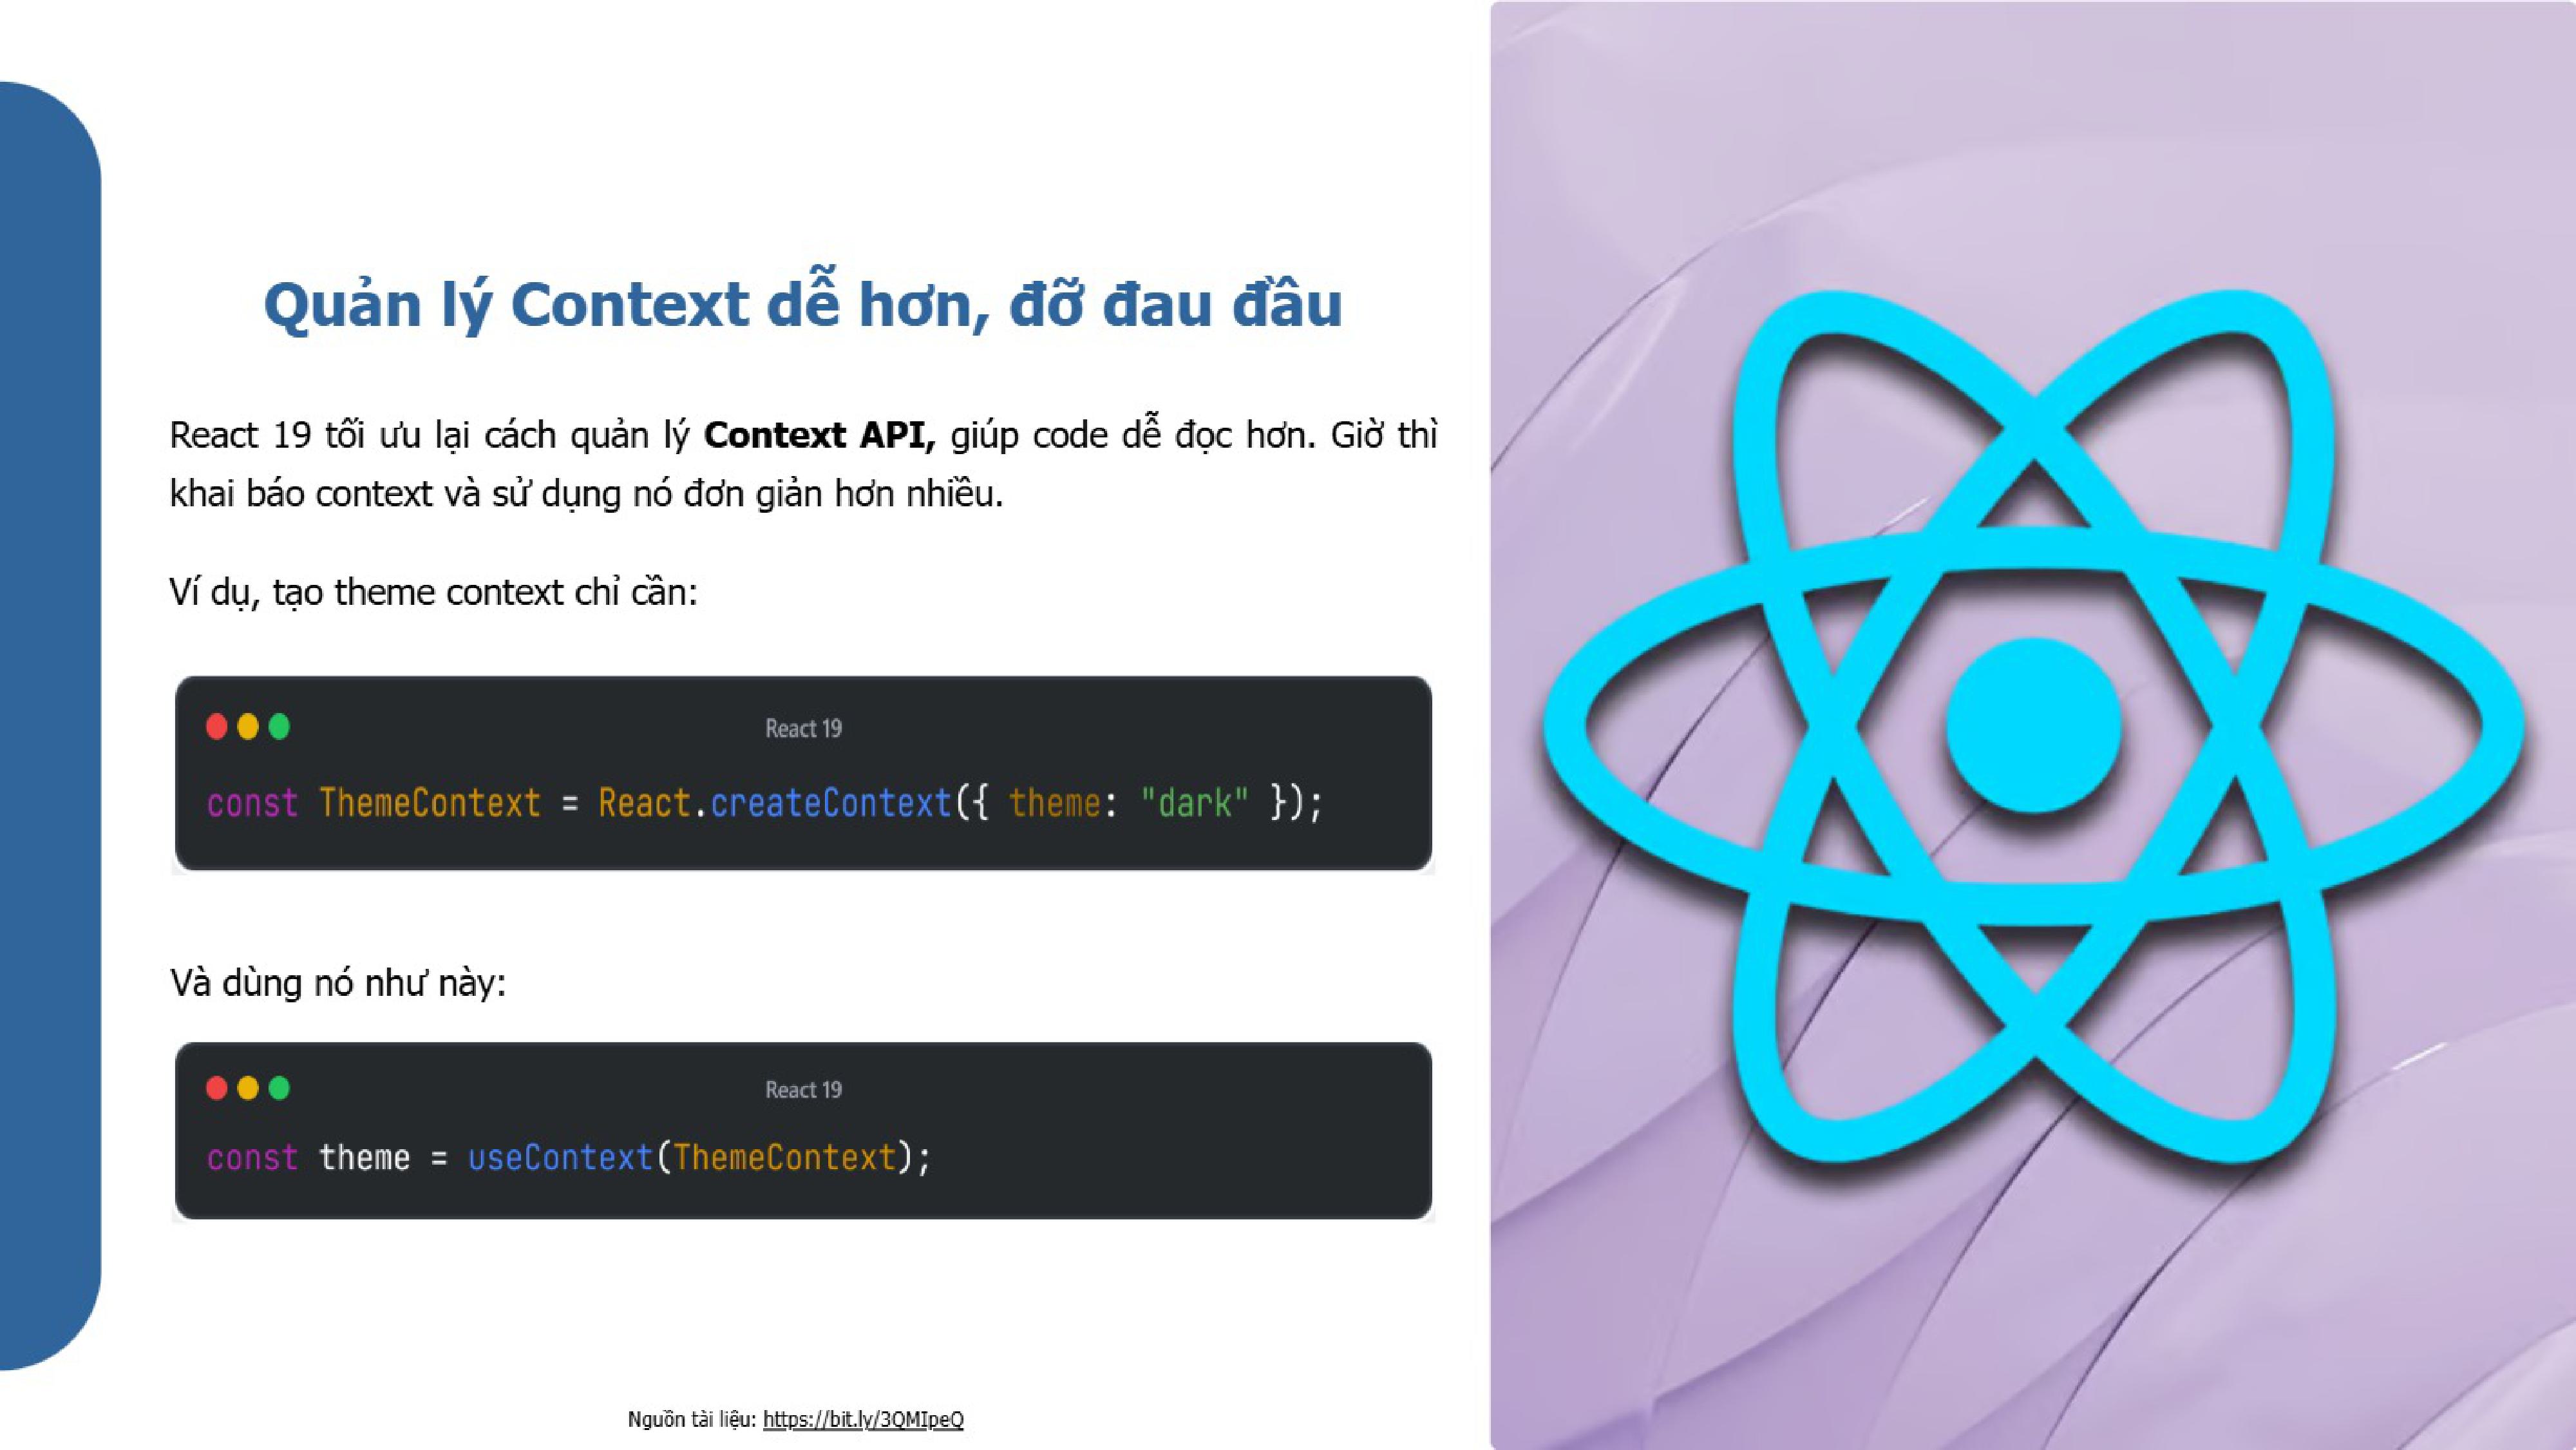 Quản lý Context dễ hơn, đỡ đau đầu
React 19 tối ưu lại cách quản lý Context API, giúp code dễ đọc hơn. Giờ thì
khai báo context và sử dụng nó đơn giản hơn nhiều.
Ví dụ, tạo theme context chỉ cần:
React 19
const ThemeContext = React.createContext({ theme: "dark" });
Và dùng nó như này:
React 19
const theme = useContext(ThemeContext);
Nguồn tài liệu: https://bit.ly/3QMIpeQ